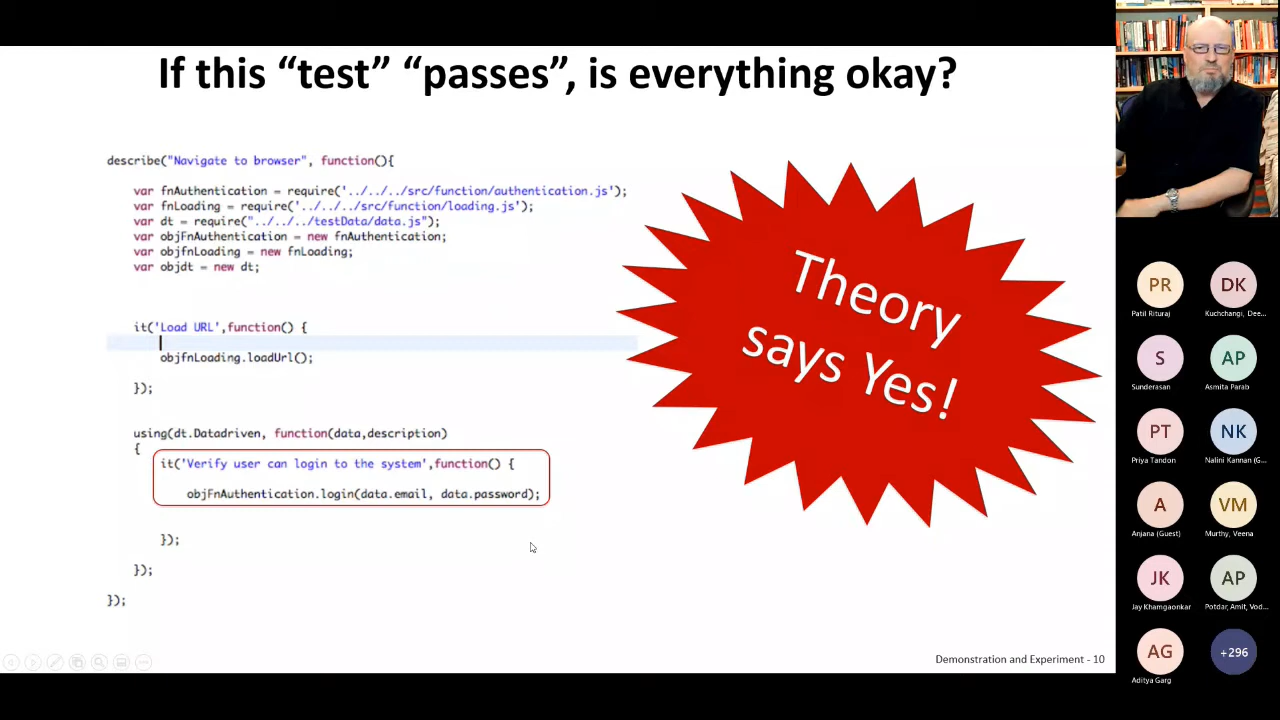 If this “test” “passes”, is everything okay?
describe("Navigate to browser", function(){
var fnAuthentication = require('../../../src/function/authentication.js');
var fnLoading = require('../../../src/function/loading.js');
var dt = require("../../../testData/data.js");
var objFnAuthentication = new fnAuthentication;
var objfnLoading = new fnLoading;
var objdt = new dt;
it('Load URL',function() {
objfnLoading.loadUrl();
});
using(dt.Datadriven, function(data,description)
{
it('Verify user can login to the system',function() {
objFnAuthentication.login(data.email, data.password);
});
});
});
Theory
says Yes!
Demonstration and Experiment - 10
PR
DK
Patil Rituraj
Kuchchangi, Dee...
S
AP
Sunderasan
Asmita Parab
PT
NK
Priya Tandon
Nalini Kannan (G...
A
VM
Anjana (Guest)
Murthy, Veena
JK
AP
Jay Khamgaonkar
Potdar, Amit, Vod...
AG
+296
Aditya Garg